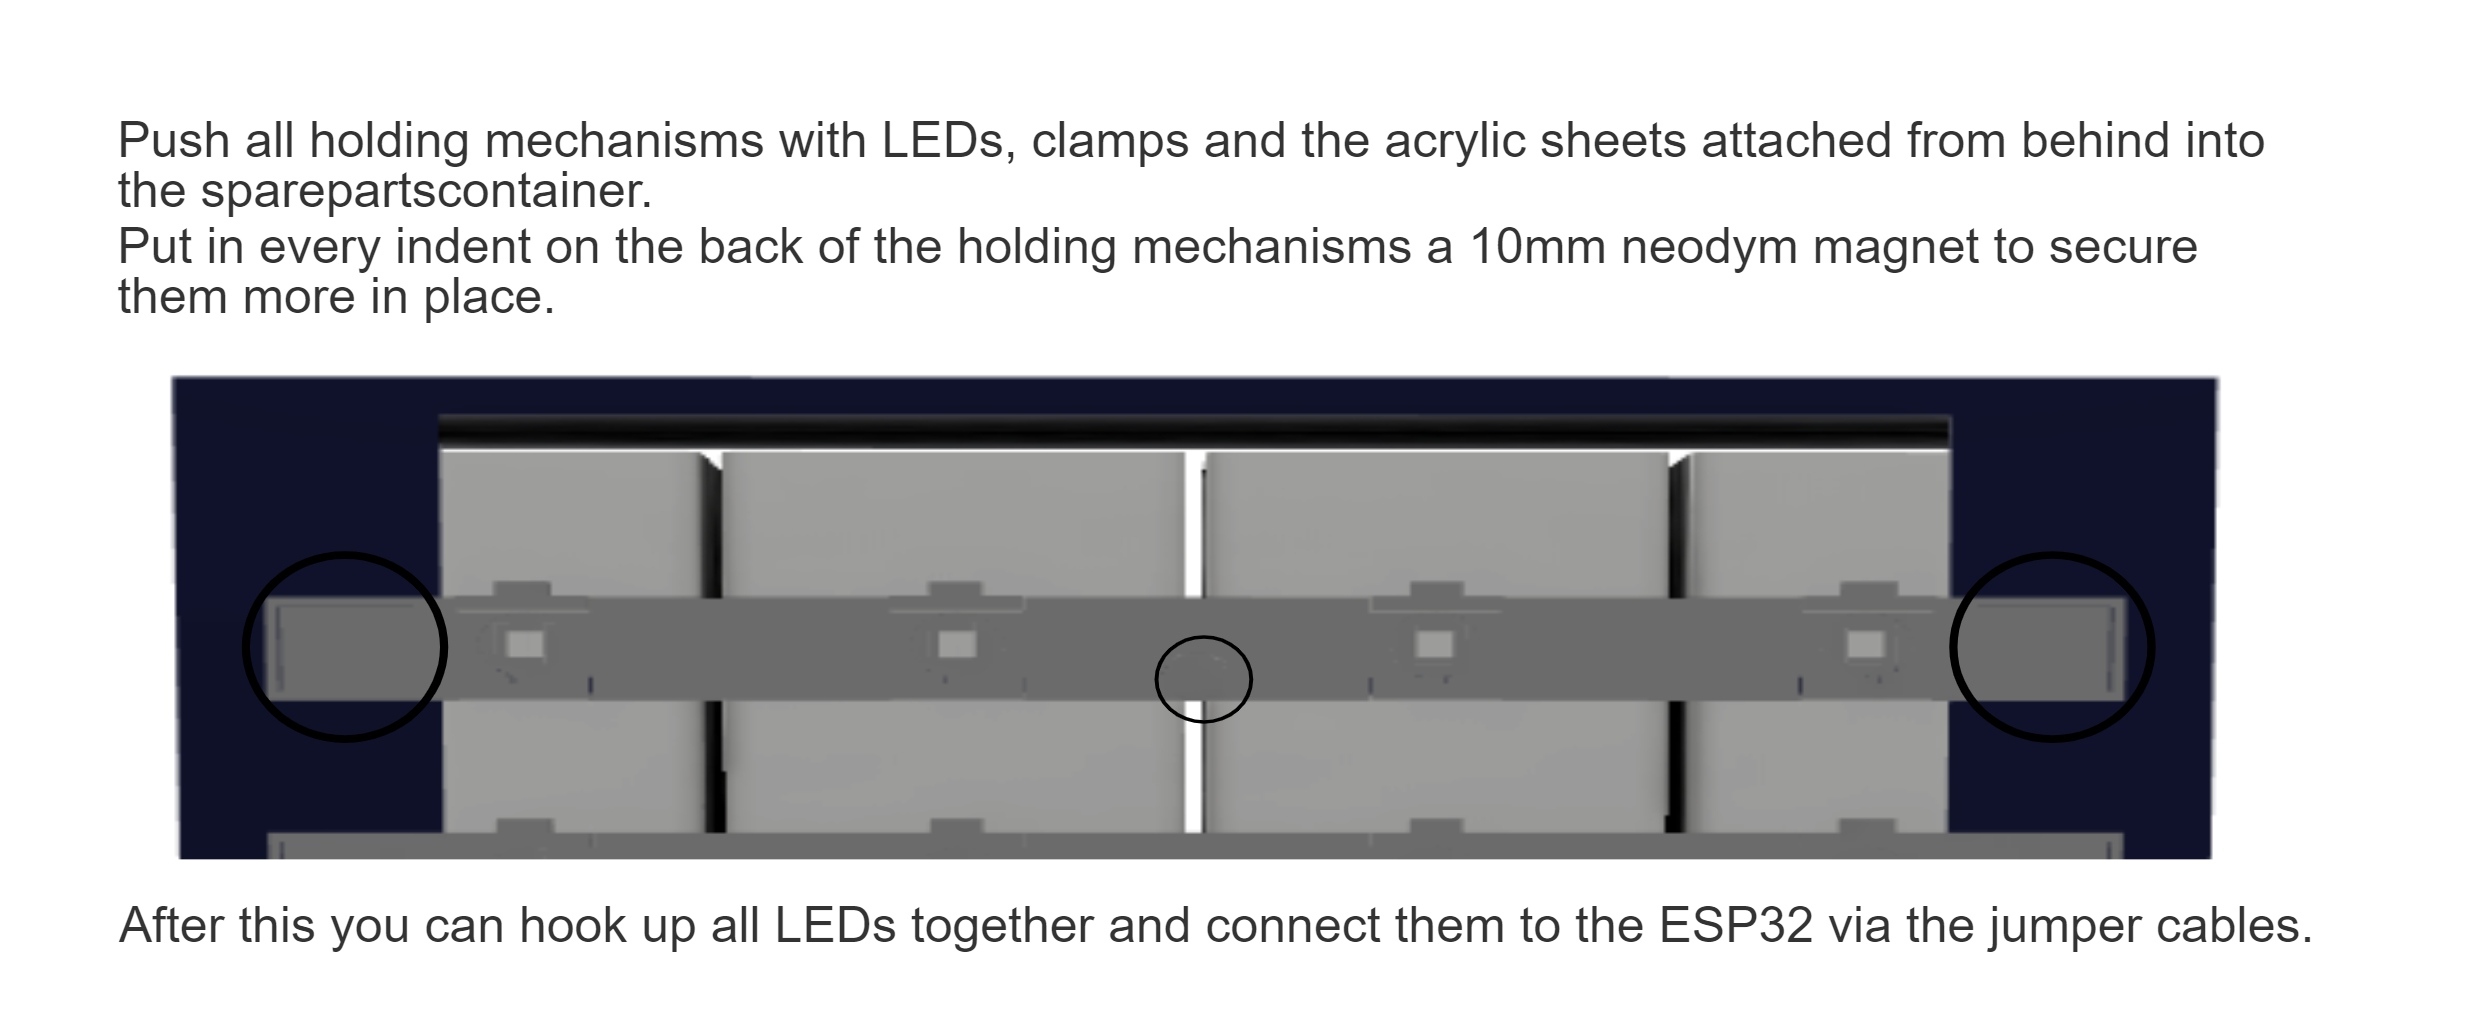 Push all holding mechanisms with LEDs, clamps and the acrylic sheets attached from behind into
the sparepartscontainer.
Put in every indent on the back of the holding mechanisms a 10mm neodym magnet to secure
them more in place.
After this you can hook up all LEDs together and connect them to the ESP32 via the jumper cables.